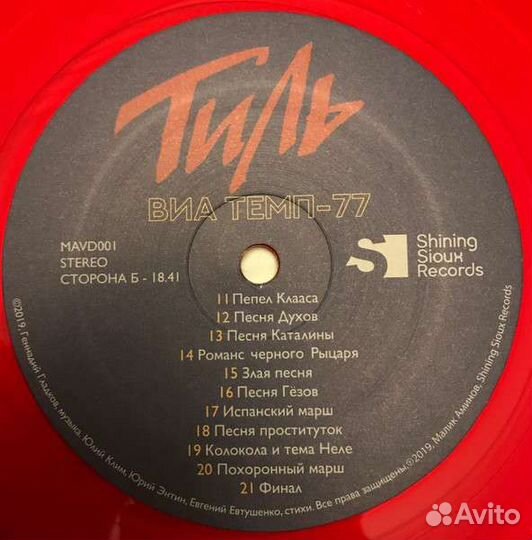 Тиль
ВИА ТЕМП-77
MAVD001
STEREO
СТОРОНА Б - 18.41
Shining
Sioux
Records
11 Пепел Клааса
12 Песня Духов
13 Песня Каталины
14 Романс черного Рыцаря
15 Злая песня
16 Песня Гёзов
17 Испанский марш
18 Песня проституток
19 Колокола и тема Неле
20 Похоронный марш
21 Финал
©2019, Геннадий Гладков, музыка. Юлий Ким, Юрий Энтин, Евгений Евтушенко, стихи. Все права защищены, ℗2019, Малик Аминов, Shining Sioux Records
Avito